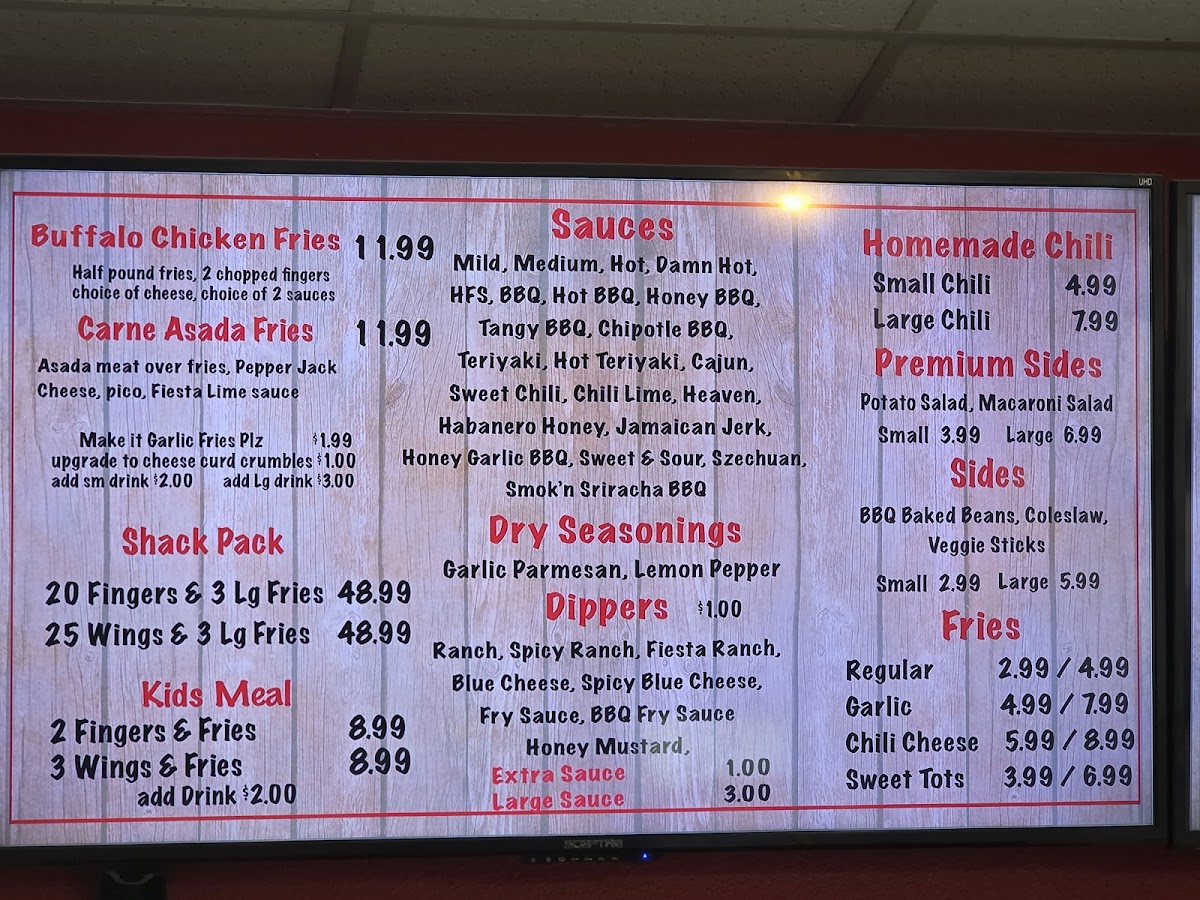 UHD
Buffalo Chicken Fries 11.99
Half pound fries, 2 chopped fingers
choice of cheese, choice of 2 sauces
Carne Asada Fries 11.99
Asada meat over fries, Pepper Jack
Cheese, pico, Fiesta Lime sauce
Make it Garlic Fries Plz $1.99
upgrade to cheese curd crumbles $1.00
add sm drink $2.00 add Lg drink $3.00
Shack Pack
20 Fingers & 3 Lg Fries 48.99
25 Wings & 3 Lg Fries 48.99
Kids Meal
2 Fingers & Fries 8.99
3 Wings & Fries 8.99
add Drink $2.00
Sauces
Mild, Medium, Hot, Damn Hot,
HFS, BBQ, Hot BBQ, Honey BBQ,
Tangy BBQ, Chipotle BBQ,
Teriyaki, Hot Teriyaki, Cajun,
Sweet Chili, Chili Lime, Heaven,
Habanero Honey, Jamaican Jerk,
Honey Garlic BBQ, Sweet & Sour, Szechuan,
Smok'n Sriracha BBQ
Dry Seasonings
Garlic Parmesan, Lemon Pepper
Dippers $1.00
Ranch, Spicy Ranch, Fiesta Ranch,
Blue Cheese, Spicy Blue Cheese,
Fry Sauce, BBQ Fry Sauce
Honey Mustard,
Extra Sauce 1.00
Large Sauce 3.00
Homemade Chili
Small Chili 4.99
Large Chili 7.99
Premium Sides
Potato Salad, Macaroni Salad
Small 3.99 Large 6.99
Sides
BBQ Baked Beans, Coleslaw,
Veggie Sticks
Small 2.99 Large 5.99
Fries
Regular 2.99 / 4.99
Garlic 4.99 / 7.99
Chili Cheese 5.99 / 8.99
Sweet Tots 3.99 / 6.99
SCEPTRE